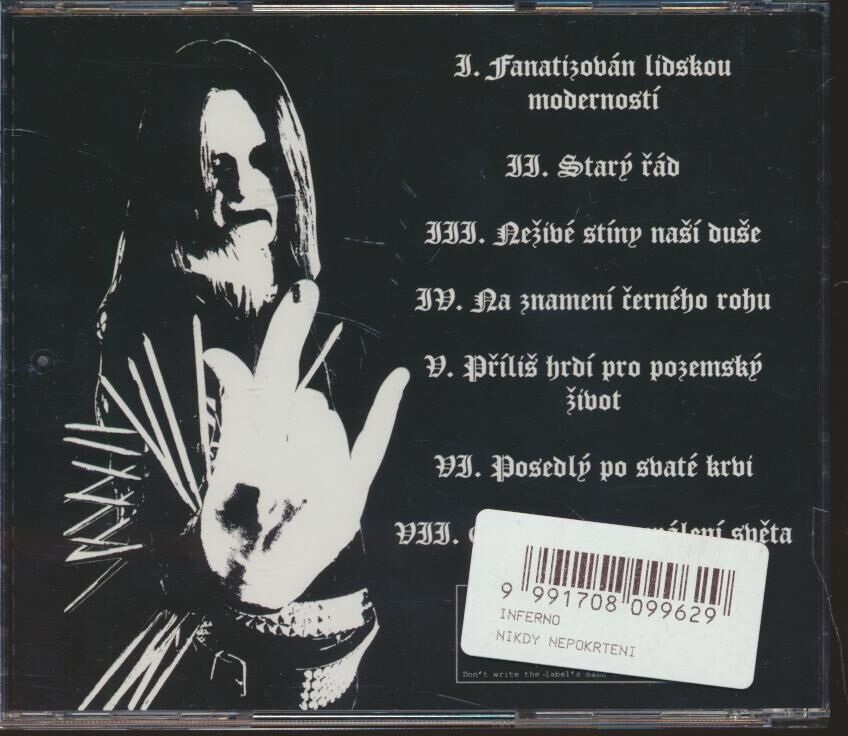 I. Fanatizován lidskou
moderností
II. Starý řád
III. Neživé stíny naší duše
IV. Na znamení černého rohu
V. Příliš hrdí pro pozemský
život
VI. Posedlý po svaté krvi
VII. světa
9 991708 099629
INFERNO
NIKDY NEPOKRTENI
Don't write the label's